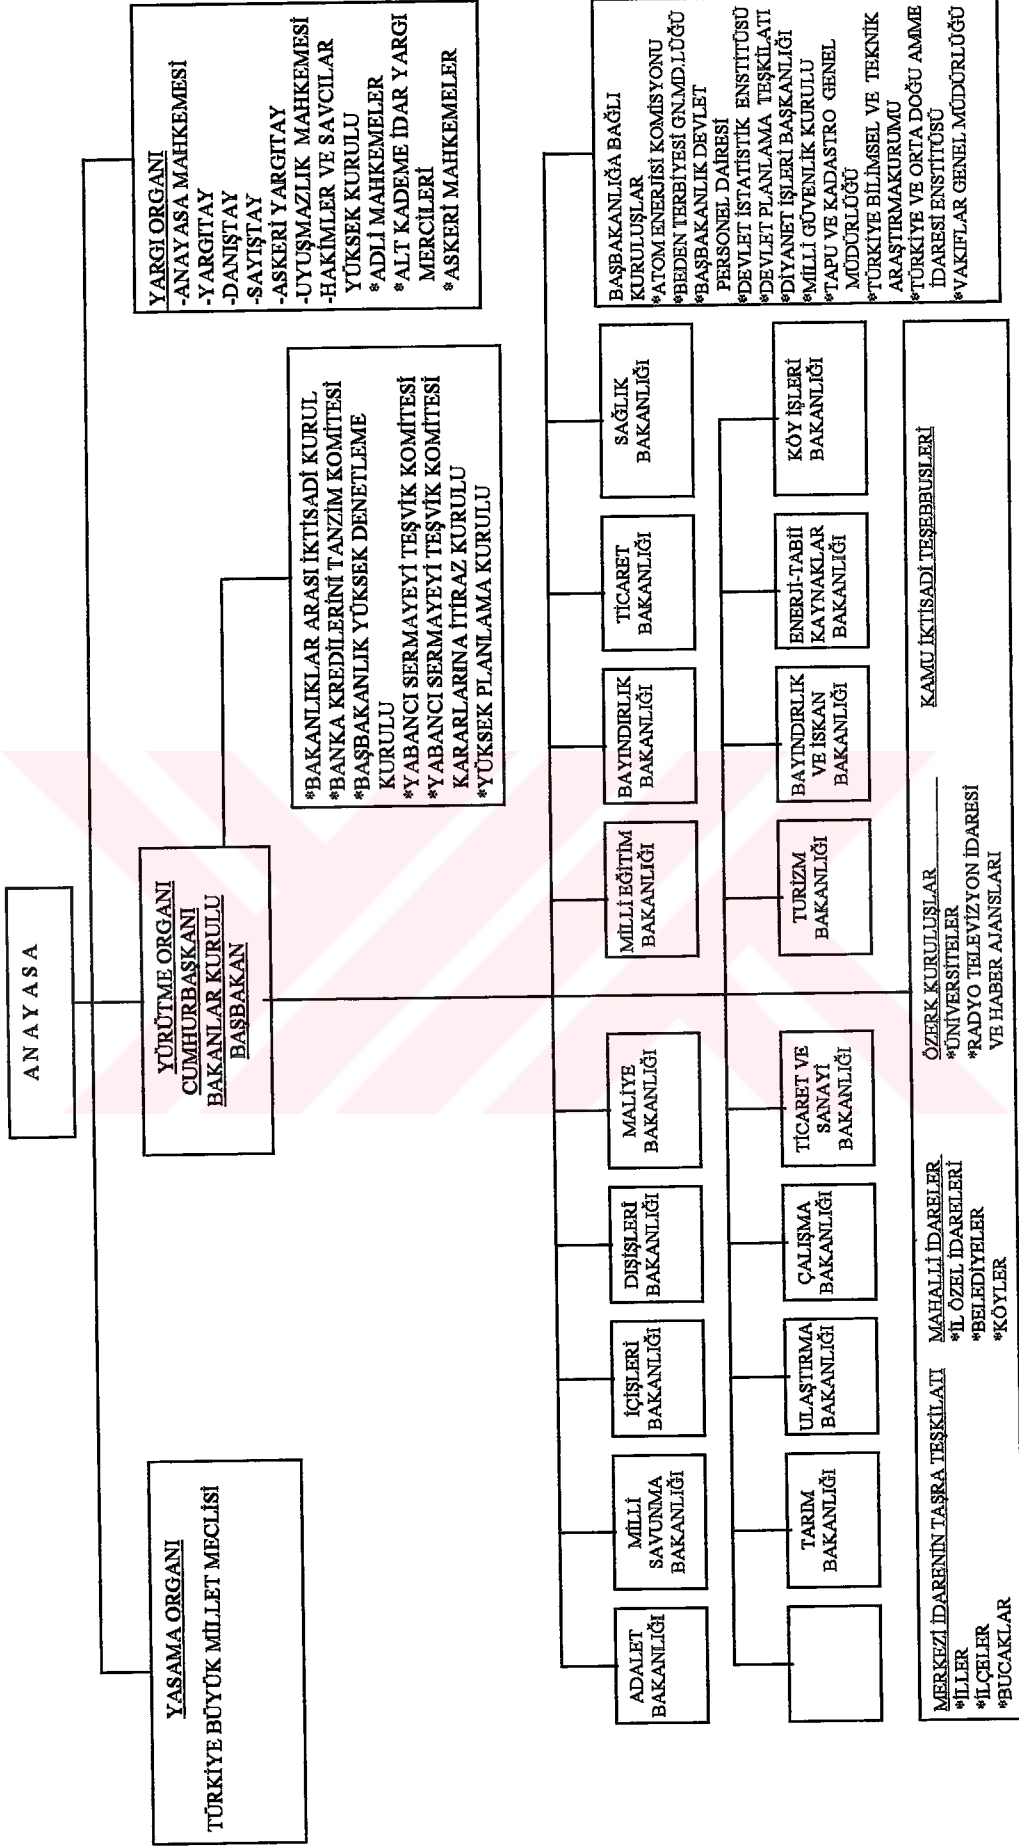 ANAYASA
YASAMA ORGANI
TÜRKİYE BÜYÜK MİLLET MECLİSİ
YÜRÜTME ORGANI
CUMHURBAŞKANI
BAKANLAR KURULU
BAŞBAKAN
YARGI ORGANI
-ANAYASA MAHKEMESİ
-YARGITAY
-DANIŞTAY
-SAYIŞTAY
-ASKERİ YARGITAY
-UYUŞMAZLIK MAHKEMESİ
-HAKİMLER VE SAVCILAR
YÜKSEK KURULU
*ADLİ MAHKEMELER
*ALT KADEME İDAR YARGI
MERCİLERİ
*ASKERİ MAHKEMELER
*BAKANLIKLAR ARASI İKTİSADİ KURUL
*BANKA KREDİLERİNİ TANZİM KOMİTESİ
*BAŞBAKANLIK YÜKSEK DENETLEME
KURULU
*YABANCI SERMAYEYİ TEŞVİK KOMİTESİ
*YABANCI SERMAYEYİ TEŞVİK KOMİTESİ
KARARLARINA İTİRAZ KURULU
*YÜKSEK PLANLAMA KURULU
ADALET
BAKANLIĞI
MİLLİ
SAVUNMA
BAKANLIĞI
İÇİŞLERİ
BAKANLIĞI
DIŞİŞLERİ
BAKANLIĞI
MALİYE
BAKANLIĞI
MİLLİ EĞİTİM
BAKANLIĞI
BAYINDIRLIK
BAKANLIĞI
TİCARET
BAKANLIĞI
SAĞLIK
BAKANLIĞI
BAŞBAKANLIĞA BAĞLI
KURULUŞLAR
*ATOM ENERJİSİ KOMİSYONU
*BEDEN TERBİYESİ GN.MD.LÜĞÜ
*BAŞBAKANLIK DEVLET
PERSONEL DAİRESİ
*DEVLET İSTATİSTİK ENSTİTÜSÜ
*DEVLET PLANLAMA TEŞKİLATI
*DİYANET İŞLERİ BAŞKANLIĞI
*MİLLİ GÜVENLİK KURULU
*TAPU VE KADASTRO GENEL
MÜDÜRLÜĞÜ
*TÜRKİYE BİLİMSEL VE TEKNİK
ARAŞTIRMAKURUMU
*TÜRKİYE VE ORTA DOĞU AMME
İDARESİ ENSTİTÜSÜ
*VAKIFLAR GENEL MÜDÜRLÜĞÜ
TARIM
BAKANLIĞI
ULAŞTIRMA
BAKANLIĞI
ÇALIŞMA
BAKANLIĞI
TİCARET VE
SANAYİ
BAKANLIĞI
TURİZM
BAKANLIĞI
BAYINDIRLIK
VE İSKAN
BAKANLIĞI
ENERJİ-TABİİ
KAYNAKLAR
BAKANLIĞI
KÖY İŞLERİ
BAKANLIĞI
MERKEZİ İDARENİN TAŞRA TEŞKİLATI
*İLLER
*İLÇELER
*BUCAKLAR
MAHALLİ İDARELER
*İL ÖZEL İDARELERİ
*BELEDİYELER
*KÖYLER
ÖZERK KURULUŞLAR
*ÜNİVERSİTELER
*RADYO TELEVİZYON İDARESİ
VE HABER AJANSLARI
KAMU İKTİSADİ TEŞEBBUSLERİ